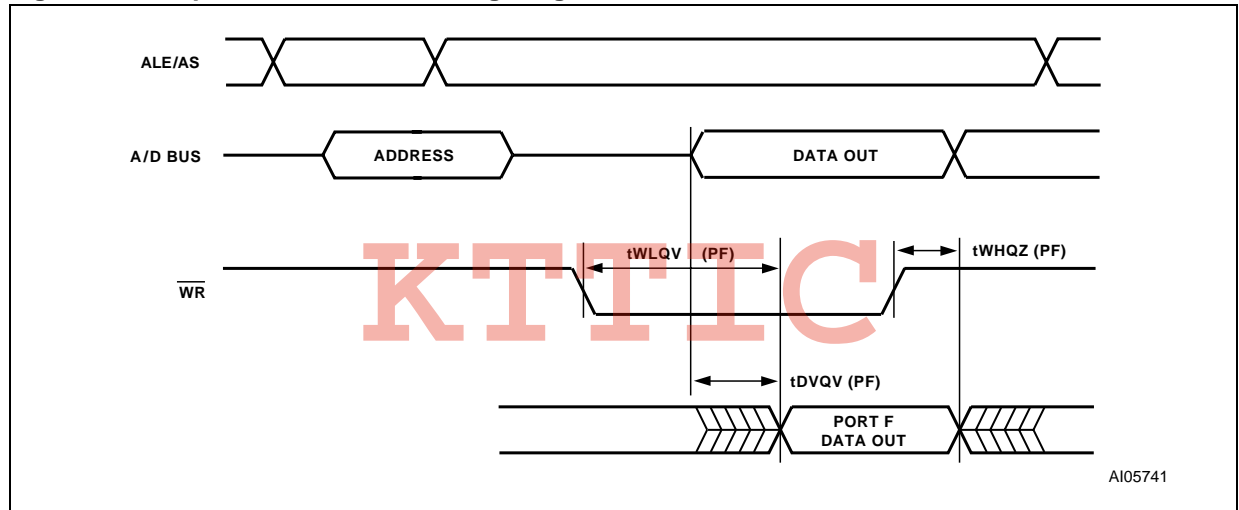 ALE/AS
A/D BUS
ADDRESS
DATA OUT
tWLQV (PF)
tWHQZ (PF)
WR
KTTIC
tDVQV (PF)
PORT F
DATA OUT
AI05741